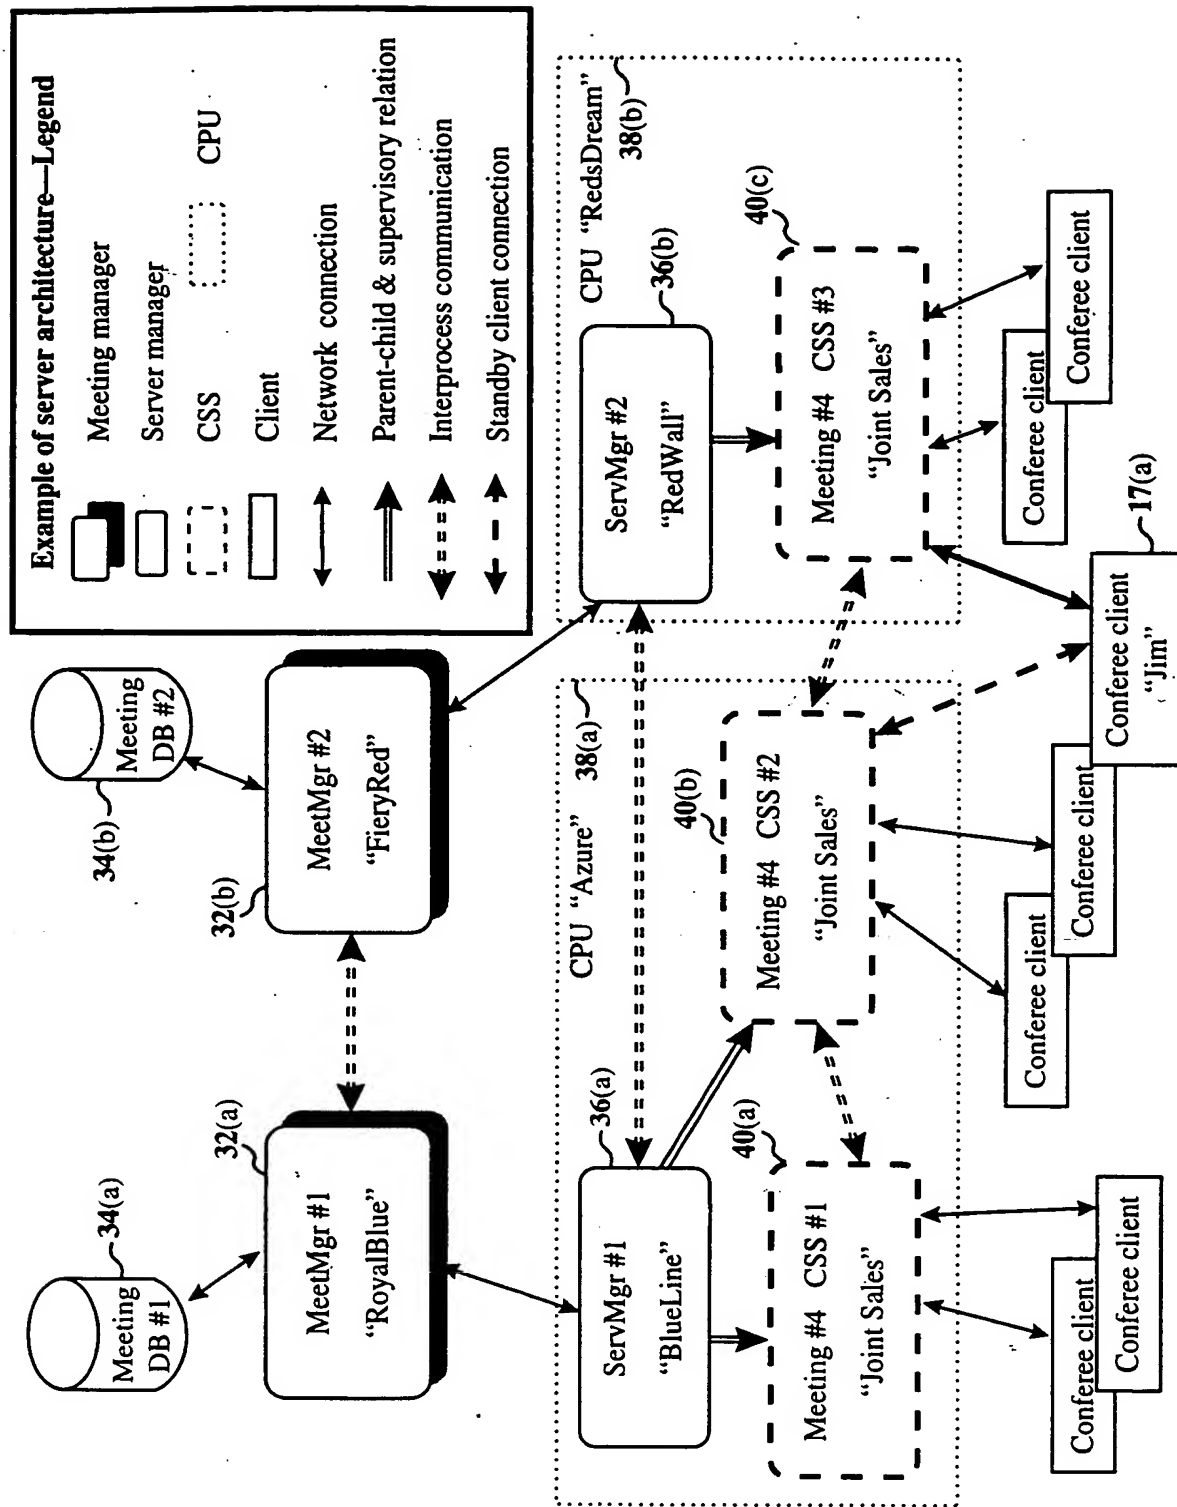 Example of server architecture—Legend
Meeting manager
Server manager
CSS
CPU
Client
Network connection
Parent-child & supervisory relation
Interprocess communication
Standby client connection
34(a)
Meeting
DB #1
34(b)
Meeting
DB #2
32(a)
MeetMgr #1
“RoyalBlue”
32(b)
MeetMgr #2
“FieryRed”
CPU “Azure”
38(a)
CPU “RedsDream”
38(b)
36(a)
ServMgr #1
“BlueLine”
36(b)
ServMgr #2
“RedWall”
40(a)
Meeting #4 CSS #1
“Joint Sales”
40(b)
Meeting #4 CSS #2
“Joint Sales”
40(c)
Meeting #4 CSS #3
“Joint Sales”
Conferee client
Conferee client
Conferee client
Conferee client
Conferee client
“Jim”
17(a)
Conferee client
Conferee client